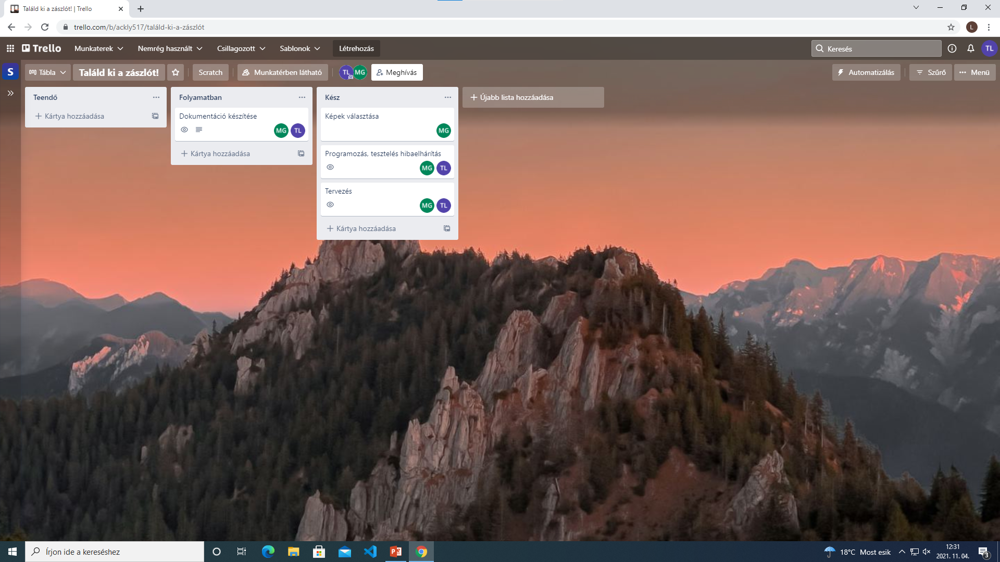 Találd ki a zászlót! | Trello
trello.com/b/ackly517/találd-ki-a-zászlót
L
Trello
Munkaterek
Nemrég használt
Csillagozott
Sablonok
Létrehozás
Keresés
TL
S
Tábla
Találd ki a zászlót!
Scratch
Munkatérben látható
TL
MG
Meghívás
Automatizálás
Szűrő
Menü
Teendő
Kártya hozzáadása
Folyamatban
Dokumentáció készítése
MG
TL
Kártya hozzáadása
Kész
Képek választása
MG
Programozás, tesztelés hibaelhárítás
MG
TL
Tervezés
MG
TL
Kártya hozzáadása
Újabb lista hozzáadása
Írjon ide a kereséshez
18°C Most esik
12:31
2021. 11. 04.
3